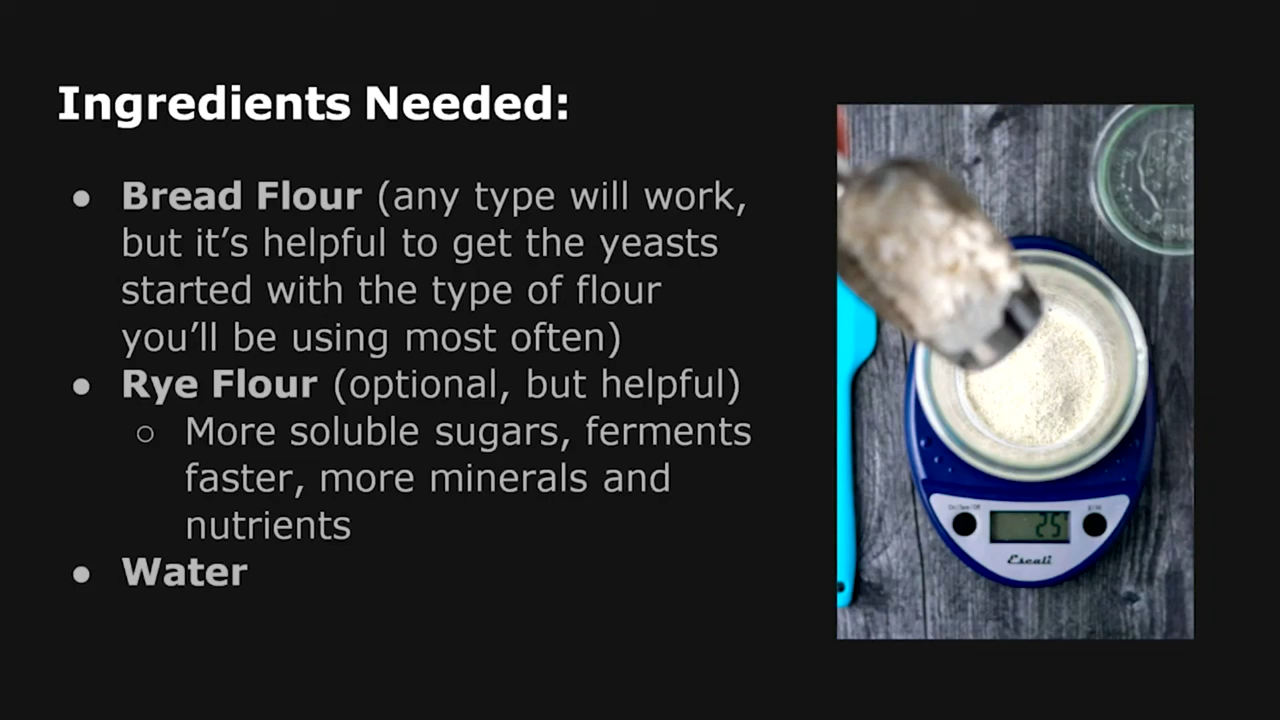 Ingredients Needed:
● Bread Flour (any type will work,
but it’s helpful to get the yeasts
started with the type of flour
you’ll be using most often)
● Rye Flour (optional, but helpful)
○ More soluble sugars, ferments
faster, more minerals and
nutrients
● Water
25
Escali